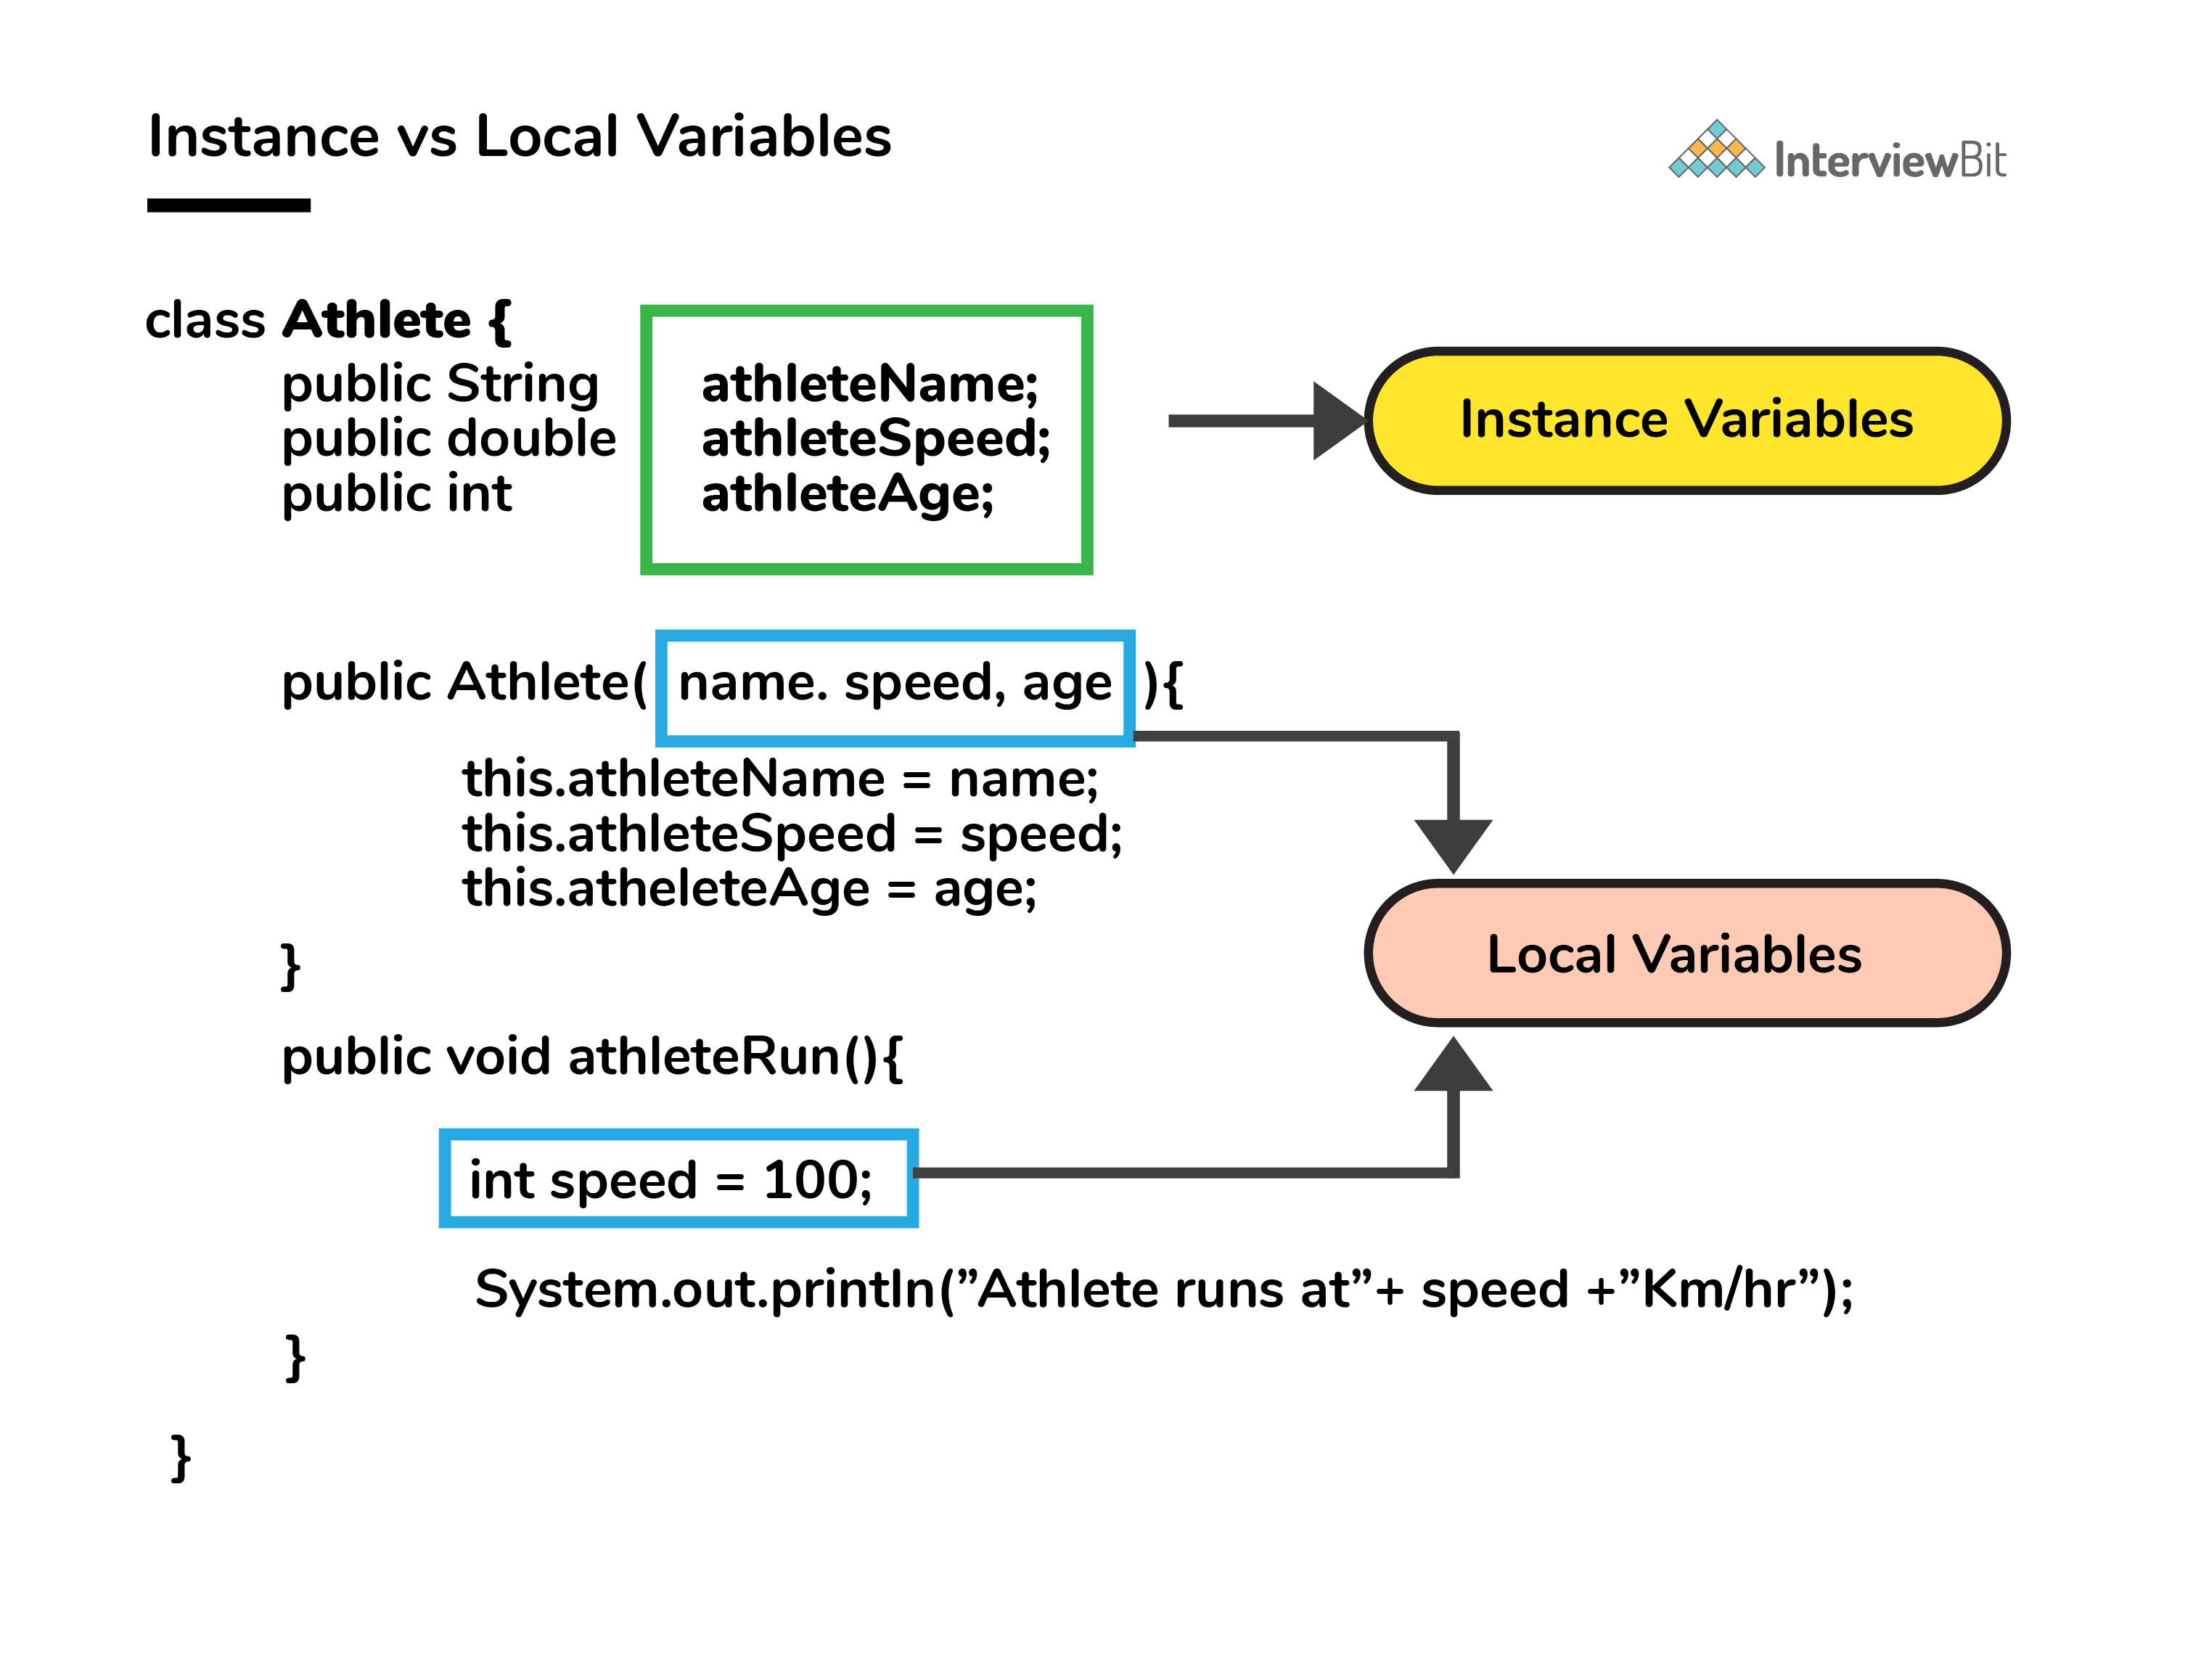 Instance vs Local Variables
InterviewBit
class Athlete {
public String athleteName;
public double athleteSpeed;
public int athleteAge;
Instance Variables
public Athlete( name. speed, age ){
this.athleteName = name;
this.athleteSpeed = speed;
this.atheleteAge = age;
}
Local Variables
public void athleteRun(){
int speed = 100;
System.out.println(”Athlete runs at”+ speed +”Km/hr”);
}
}